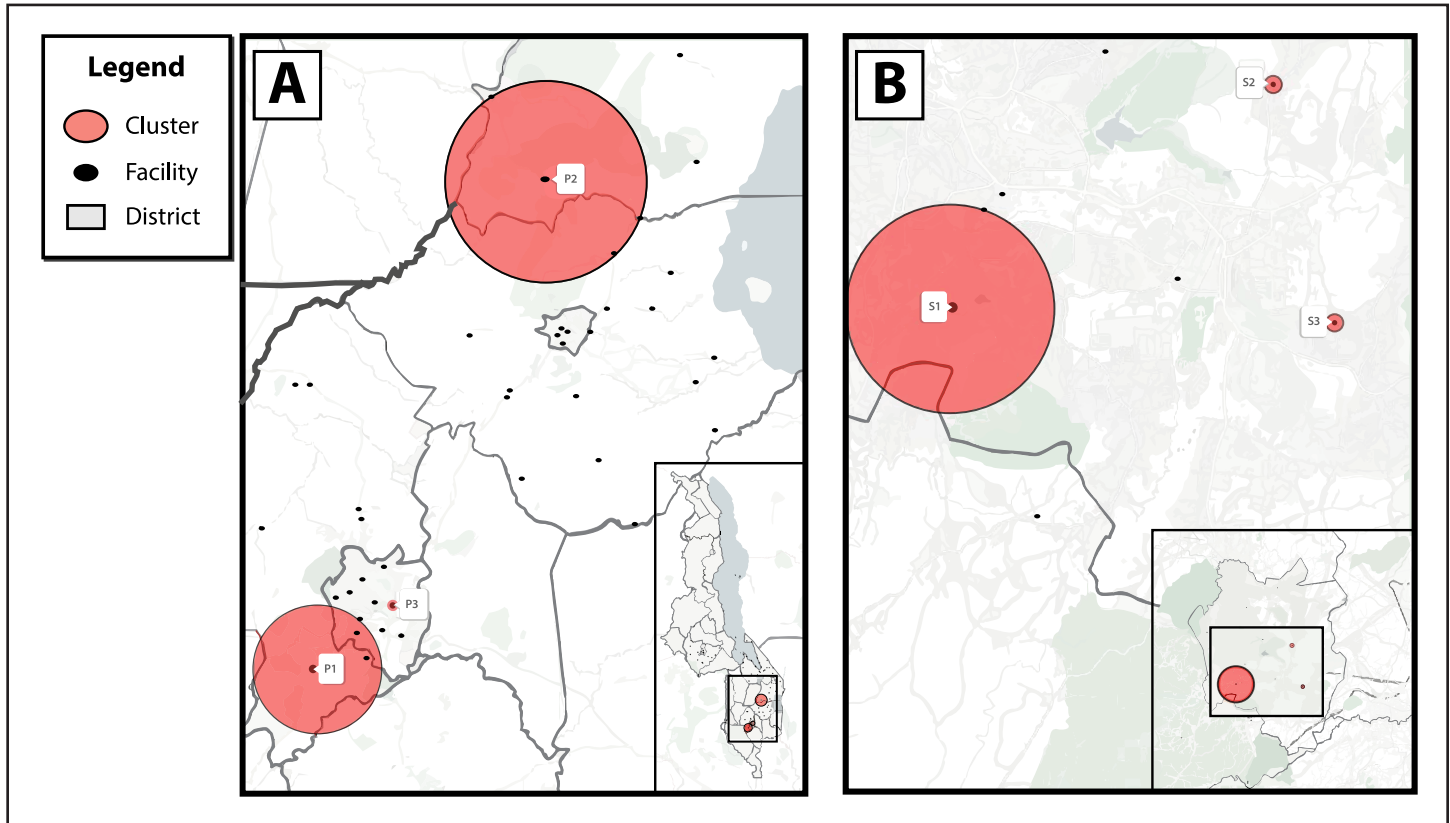 Legend
Cluster
Facility
District
A
P2
P3
P1
B
S2
S1
S3